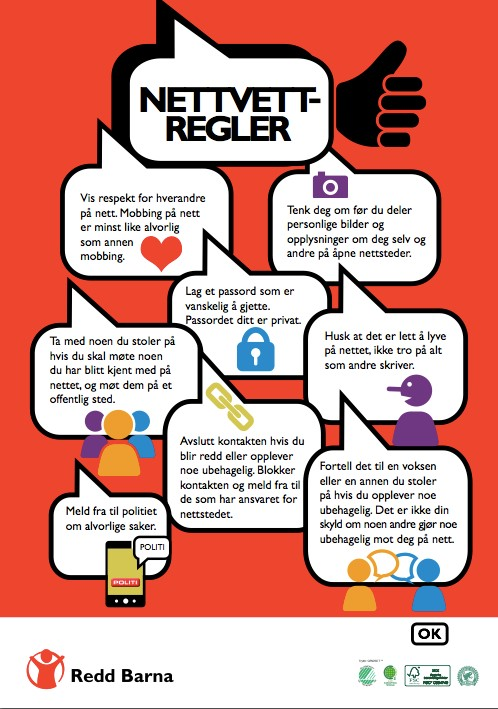 NETTVETT-
REGLER
Vis respekt for hverandre
på nett. Mobbing på nett
er minst like alvorlig
som annen
mobbing.
Tenk deg om før du deler
personlige bilder og
opplysninger om deg selv og
andre på åpne nettsteder.
Lag et passord som er
vanskelig å gjette.
Passordet ditt er privat.
Ta med noen du stoler på
hvis du skal møte noen
du har blitt kjent med på
nettet, og møt dem på et
offentlig sted.
Husk at det er lett å lyve
på nettet, ikke tro på alt
som andre skriver.
Avslutt kontakten hvis du
blir redd eller opplever
noe ubehagelig. Blokker
kontakten og meld fra til
de som har ansvaret for
nettstedet.
Fortell det til en voksen
eller en annen du stoler
på hvis du opplever noe
ubehagelig. Det er ikke din
skyld om noen andre gjør noe
ubehagelig mot deg på nett.
Meld fra til politiet
om alvorlige saker.
POLITI
POLITI
OK
Redd Barna
FSC